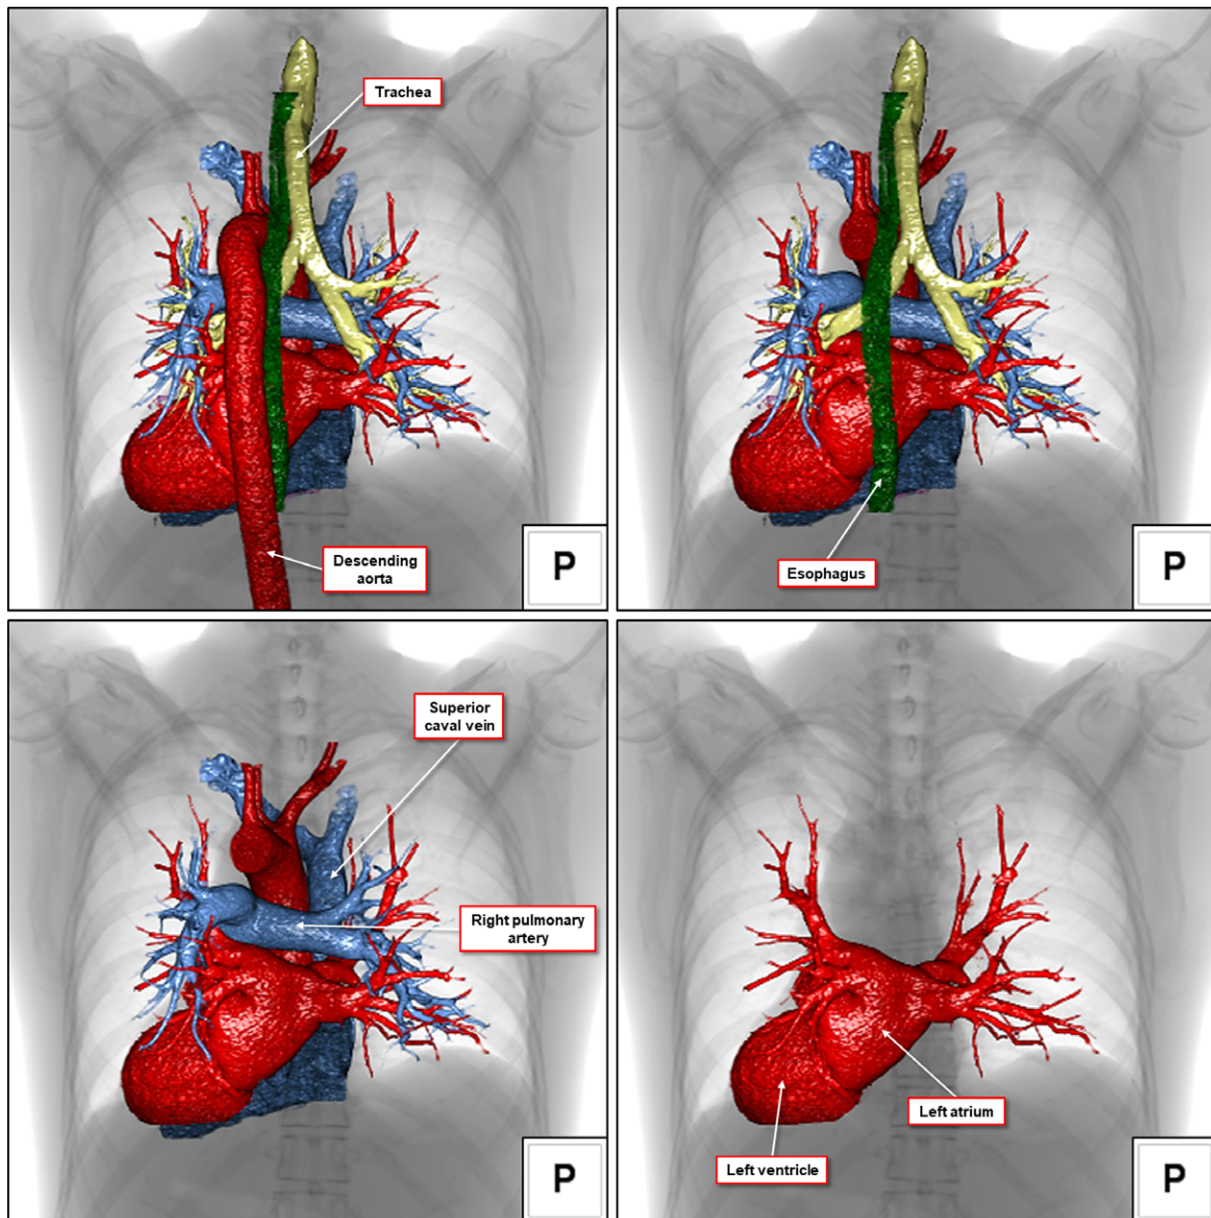 Trachea
Descending
aorta
P
Esophagus
P
Superior
caval vein
Right pulmonary
artery
P
Left atrium
Left ventricle
P